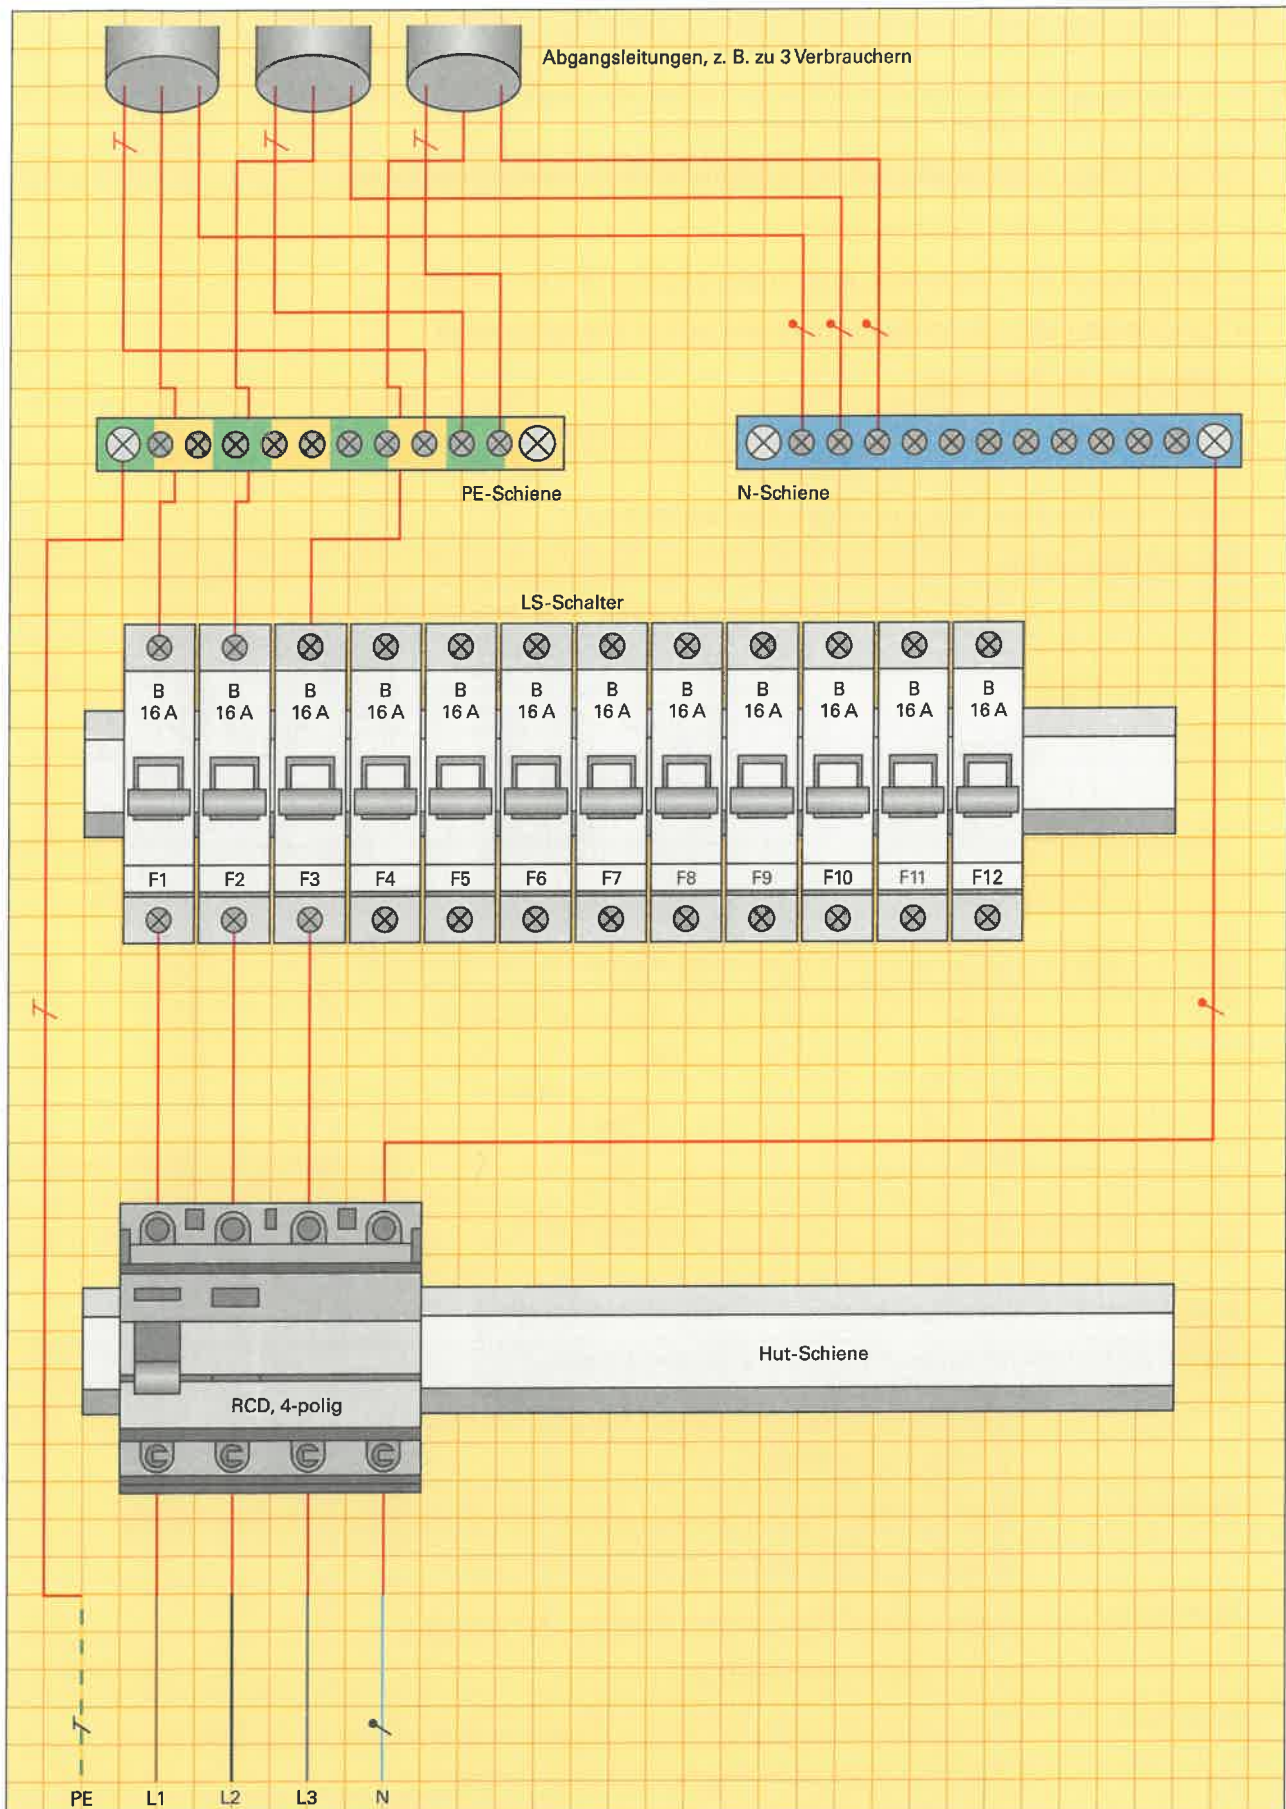 Abgangsleitungen, z. B. zu 3 Verbrauchern
PE-Schiene
N-Schiene
LS-Schalter
B B B B B B B B B B B B
16 A 16 A 16 A 16 A 16 A 16 A 16 A 16 A 16 A 16 A 16 A 16 A
F1 F2 F3 F4 F5 F6 F7 F8 F9 F10 F11 F12
Hut-Schiene
RCD, 4-polig
PE L1 L2 L3 N